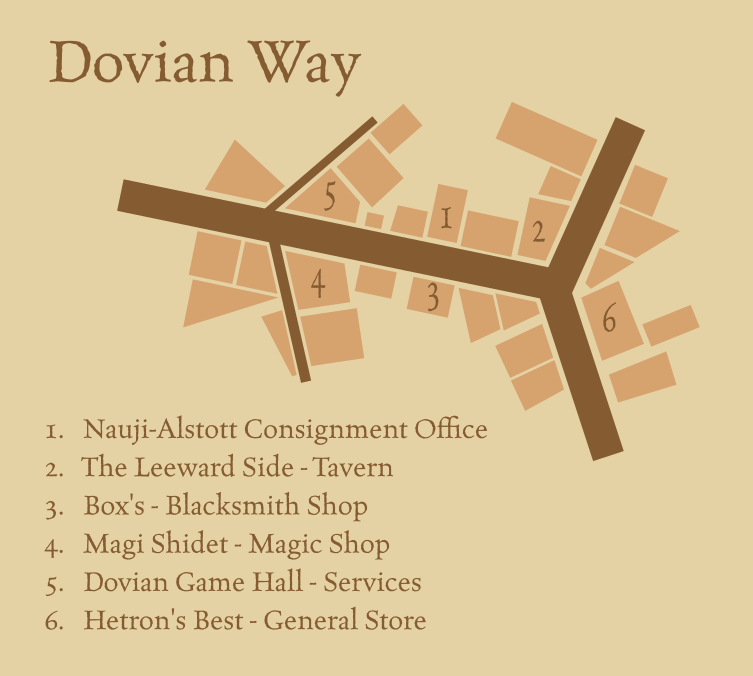 Dovian Way
5
1
2
4
3
6
1. Nauji-Alstott Consignment Office
2. The Leeward Side - Tavern
3. Box's - Blacksmith Shop
4. Magi Shidet - Magic Shop
5. Dovian Game Hall - Services
6. Hetron's Best - General Store